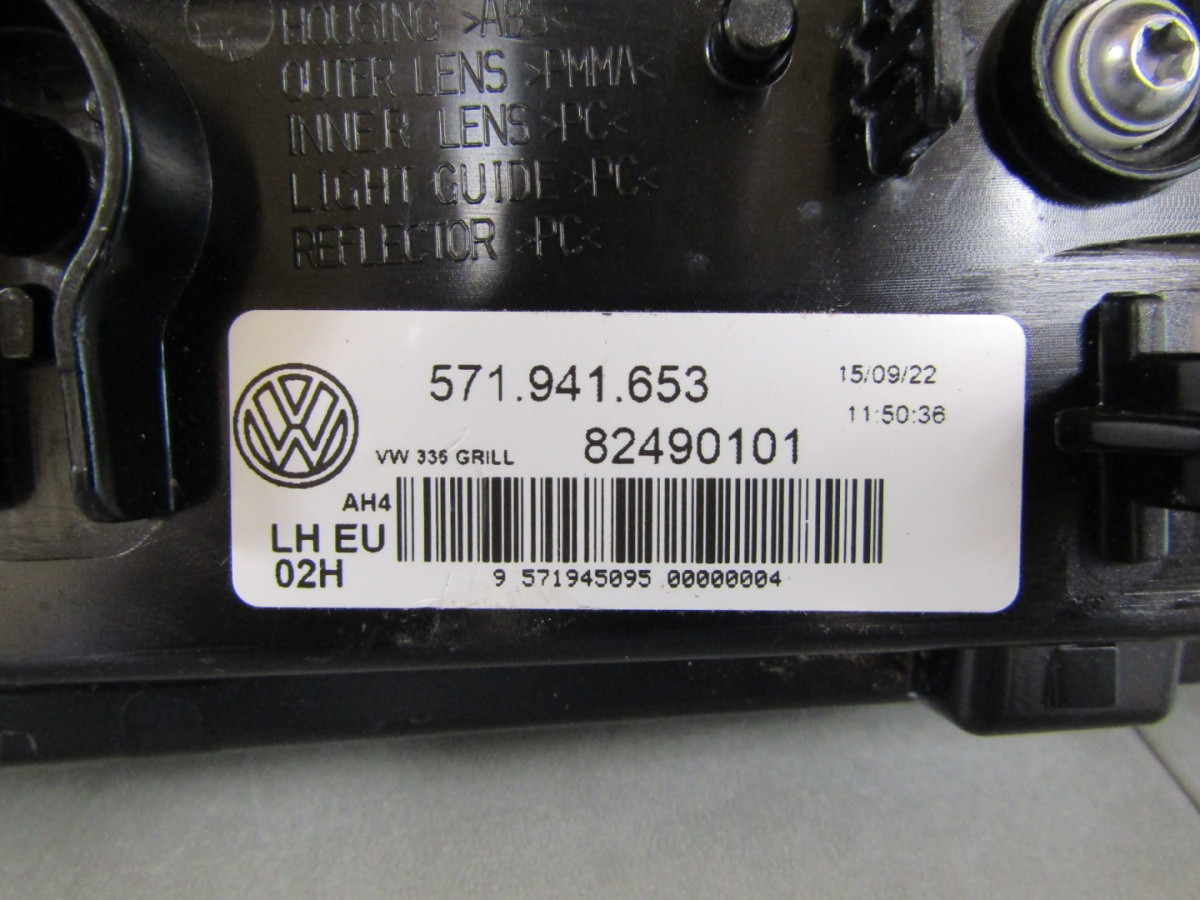 HOUSING >ABS<
OUTER LENS >PMMA<
INNER LENS >PC<
LIGHT GUIDE >PC<
REFLECTOR >PC<
571.941.653
15/09/22
11:50:36
VW 336 GRILL 82490101
AH4
LH EU
02H
9 571945095 00000004